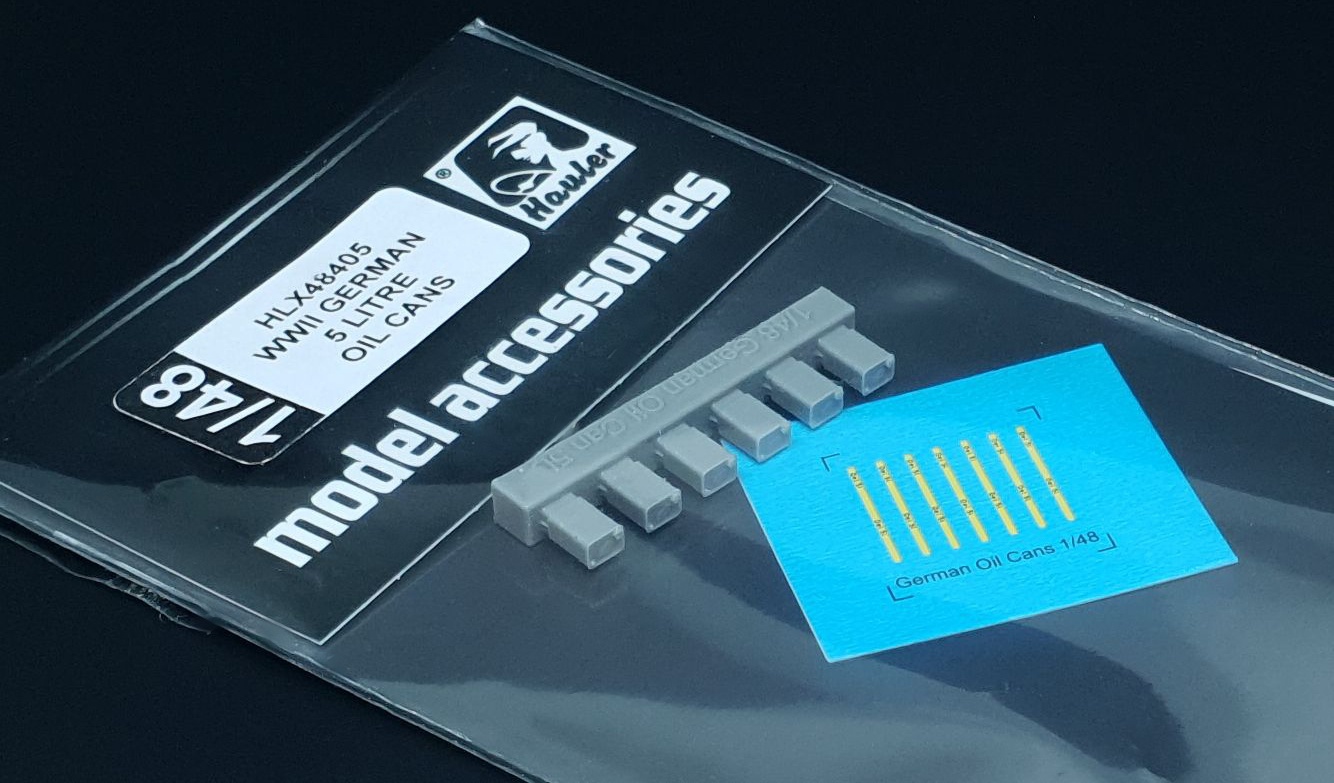 ®
Hauler
HLX48405
WWII GERMAN
5 LITRE
OIL CANS
1/48
model accessories
1/48 German Oil Can 5L
German Oil Cans 1/48